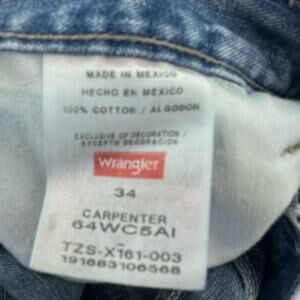 MADE IN MEXICO
HECHO EN MEXICO
100% COTTON / ALGODON
EXCLUSIVE OF DECORATION /
EXCEPTO DECORACION
Wrangler
34
CARPENTER
64WC5AI
TZS-X161-003
191683106568